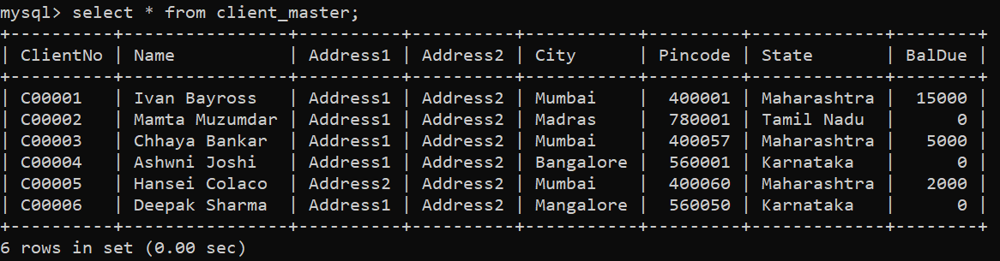 mysql> select * from client_master;
+----------+---------------+----------+----------+-----------+---------+-------------+--------+
| ClientNo | Name          | Address1 | Address2 | City      | Pincode | State       | BalDue |
+----------+---------------+----------+----------+-----------+---------+-------------+--------+
| C00001   | Ivan Bayross  | Address1 | Address2 | Mumbai    |  400001 | Maharashtra |  15000 |
| C00002   | Mamta Muzumdar | Address1 | Address2 | Madras    |  780001 | Tamil Nadu  |      0 |
| C00003   | Chhaya Bankar | Address1 | Address2 | Mumbai    |  400057 | Maharashtra |   5000 |
| C00004   | Ashwni Joshi  | Address1 | Address2 | Bangalore |  560001 | Karnataka   |      0 |
| C00005   | Hansei Colaco | Address2 | Address2 | Mumbai    |  400060 | Maharashtra |   2000 |
| C00006   | Deepak Sharma | Address1 | Address2 | Mangalore |  560050 | Karnataka   |      0 |
+----------+---------------+----------+----------+-----------+---------+-------------+--------+
6 rows in set (0.00 sec)